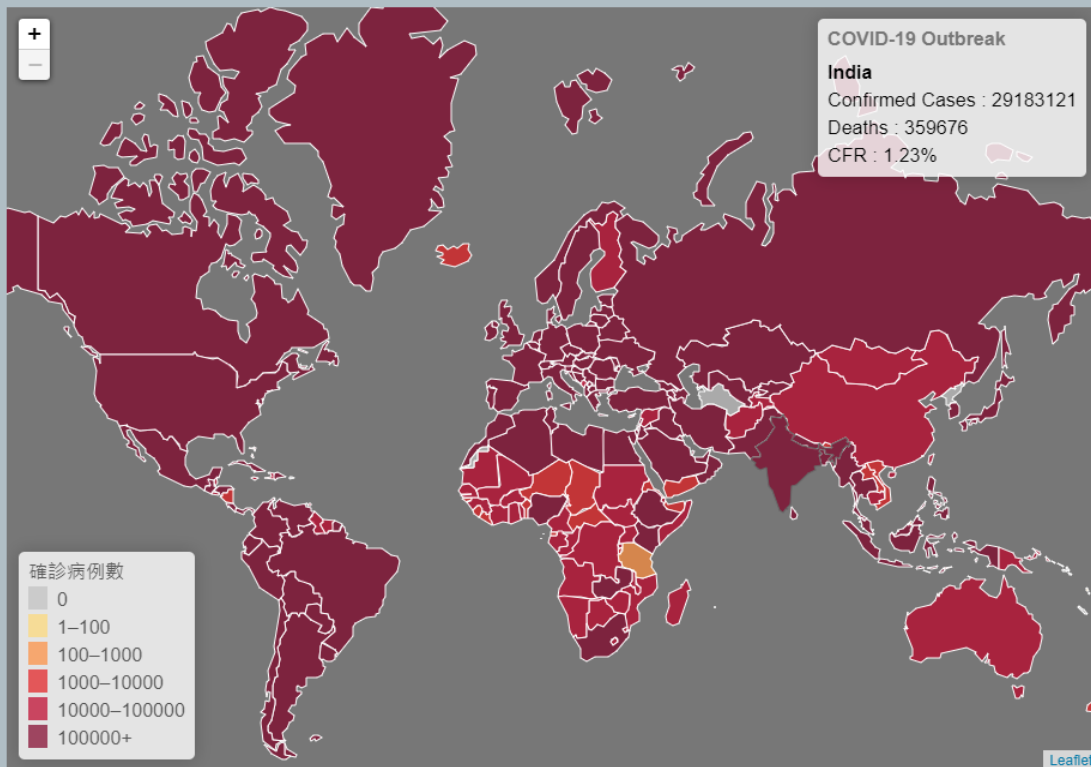 +
−
COVID-19 Outbreak
India
Confirmed Cases : 29183121
Deaths : 359676
CFR : 1.23%
確診病例數
0
1–100
100–1000
1000–10000
10000–100000
100000+
Leaflet